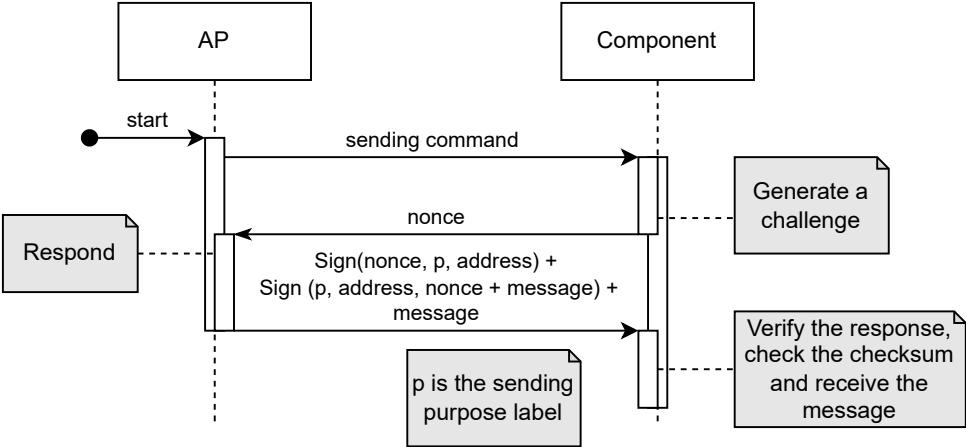 AP
Component
start
sending command
Generate a
challenge
nonce
Respond
Sign(nonce, p, address) +
Sign (p, address, nonce + message) +
message
Verify the response,
check the checksum
and receive the
message
p is the sending
purpose label